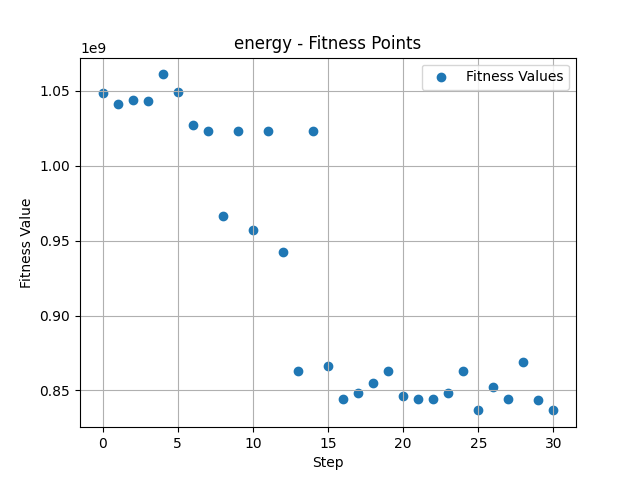 energy - Fitness Points
1e9
Fitness Values
1.05
1.00
0.95
0.90
0.85
Fitness Value
0 5 10 15 20 25 30
Step